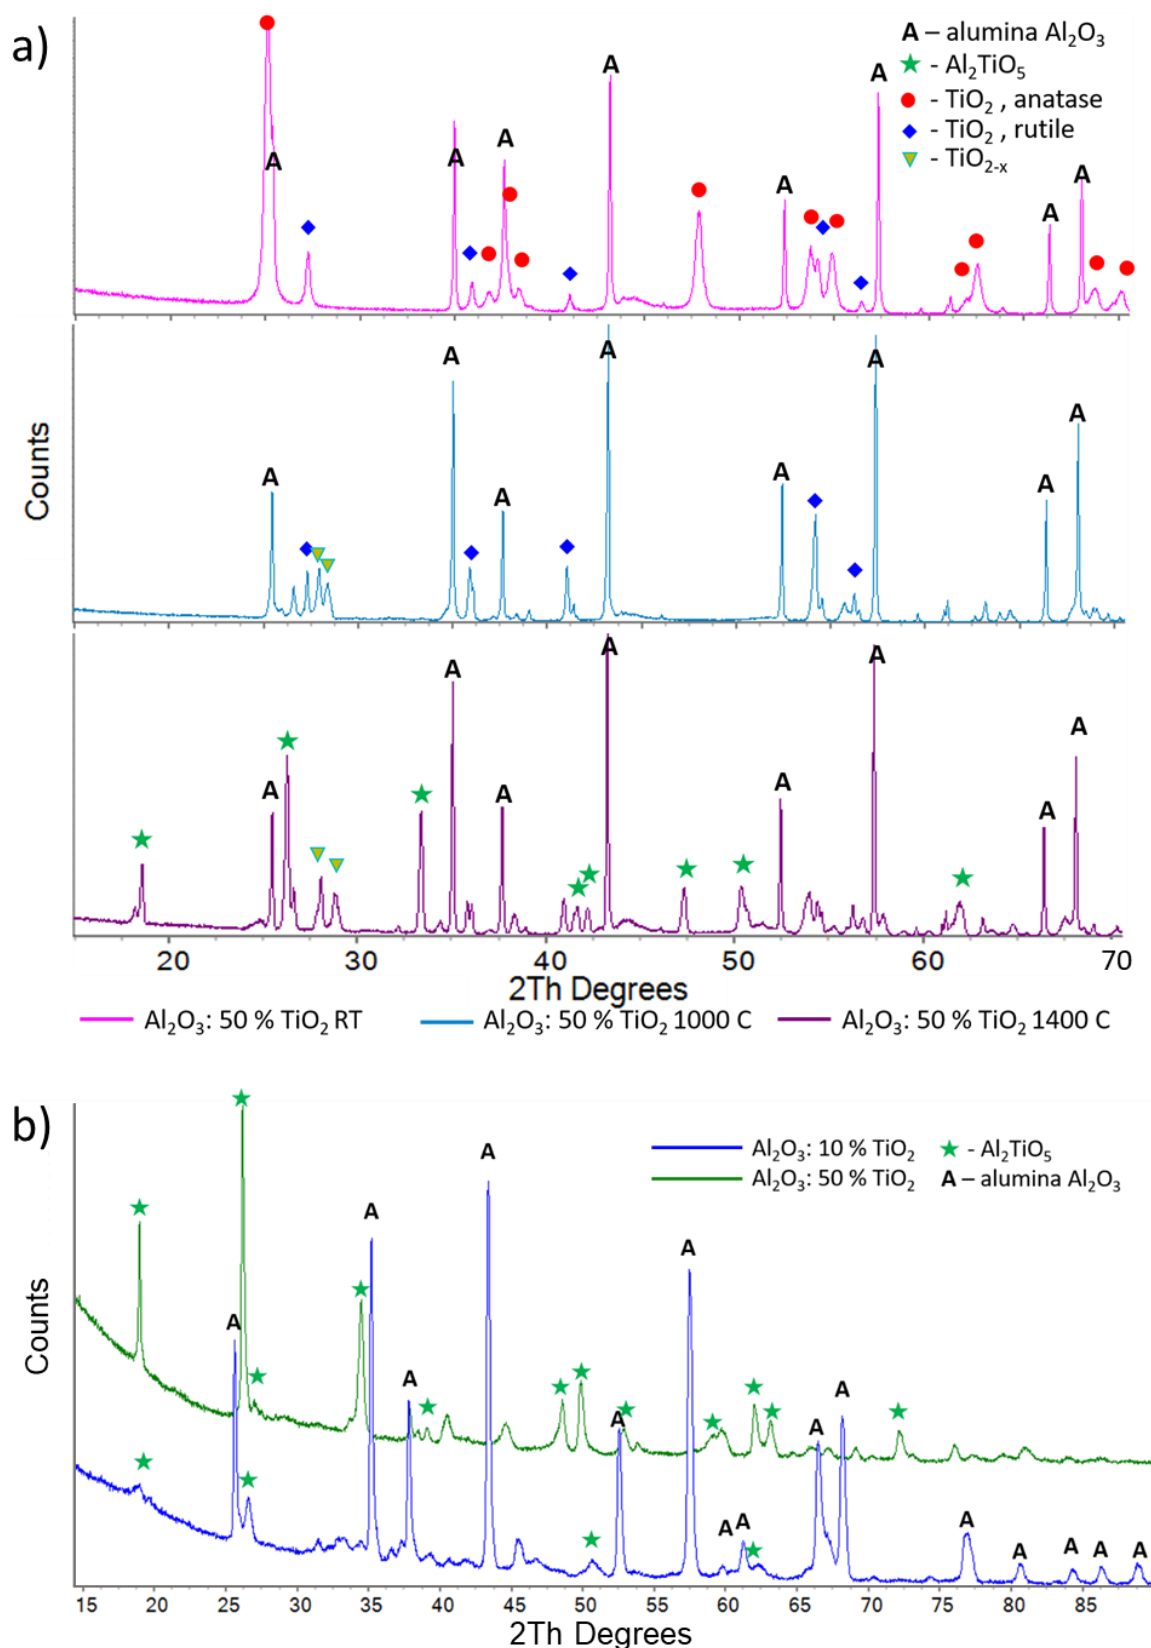 a)
A – alumina Al₂O₃
- Al₂TiO₅
- TiO₂ , anatase
- TiO₂ , rutile
- TiO₂₋ₓ
A A A A A A A A
Counts
A A A A A A A A
A A A A A A A A
20 30 40 50 60 70
2Th Degrees
Al₂O₃: 50 % TiO₂ RT Al₂O₃: 50 % TiO₂ 1000 C Al₂O₃: 50 % TiO₂ 1400 C
b)
Al₂O₃: 10 % TiO₂ - Al₂TiO₅
Al₂O₃: 50 % TiO₂ A – alumina Al₂O₃
Counts
A A A A A A A A A A A A A A A
15 20 25 30 35 40 45 50 55 60 65 70 75 80 85
2Th Degrees